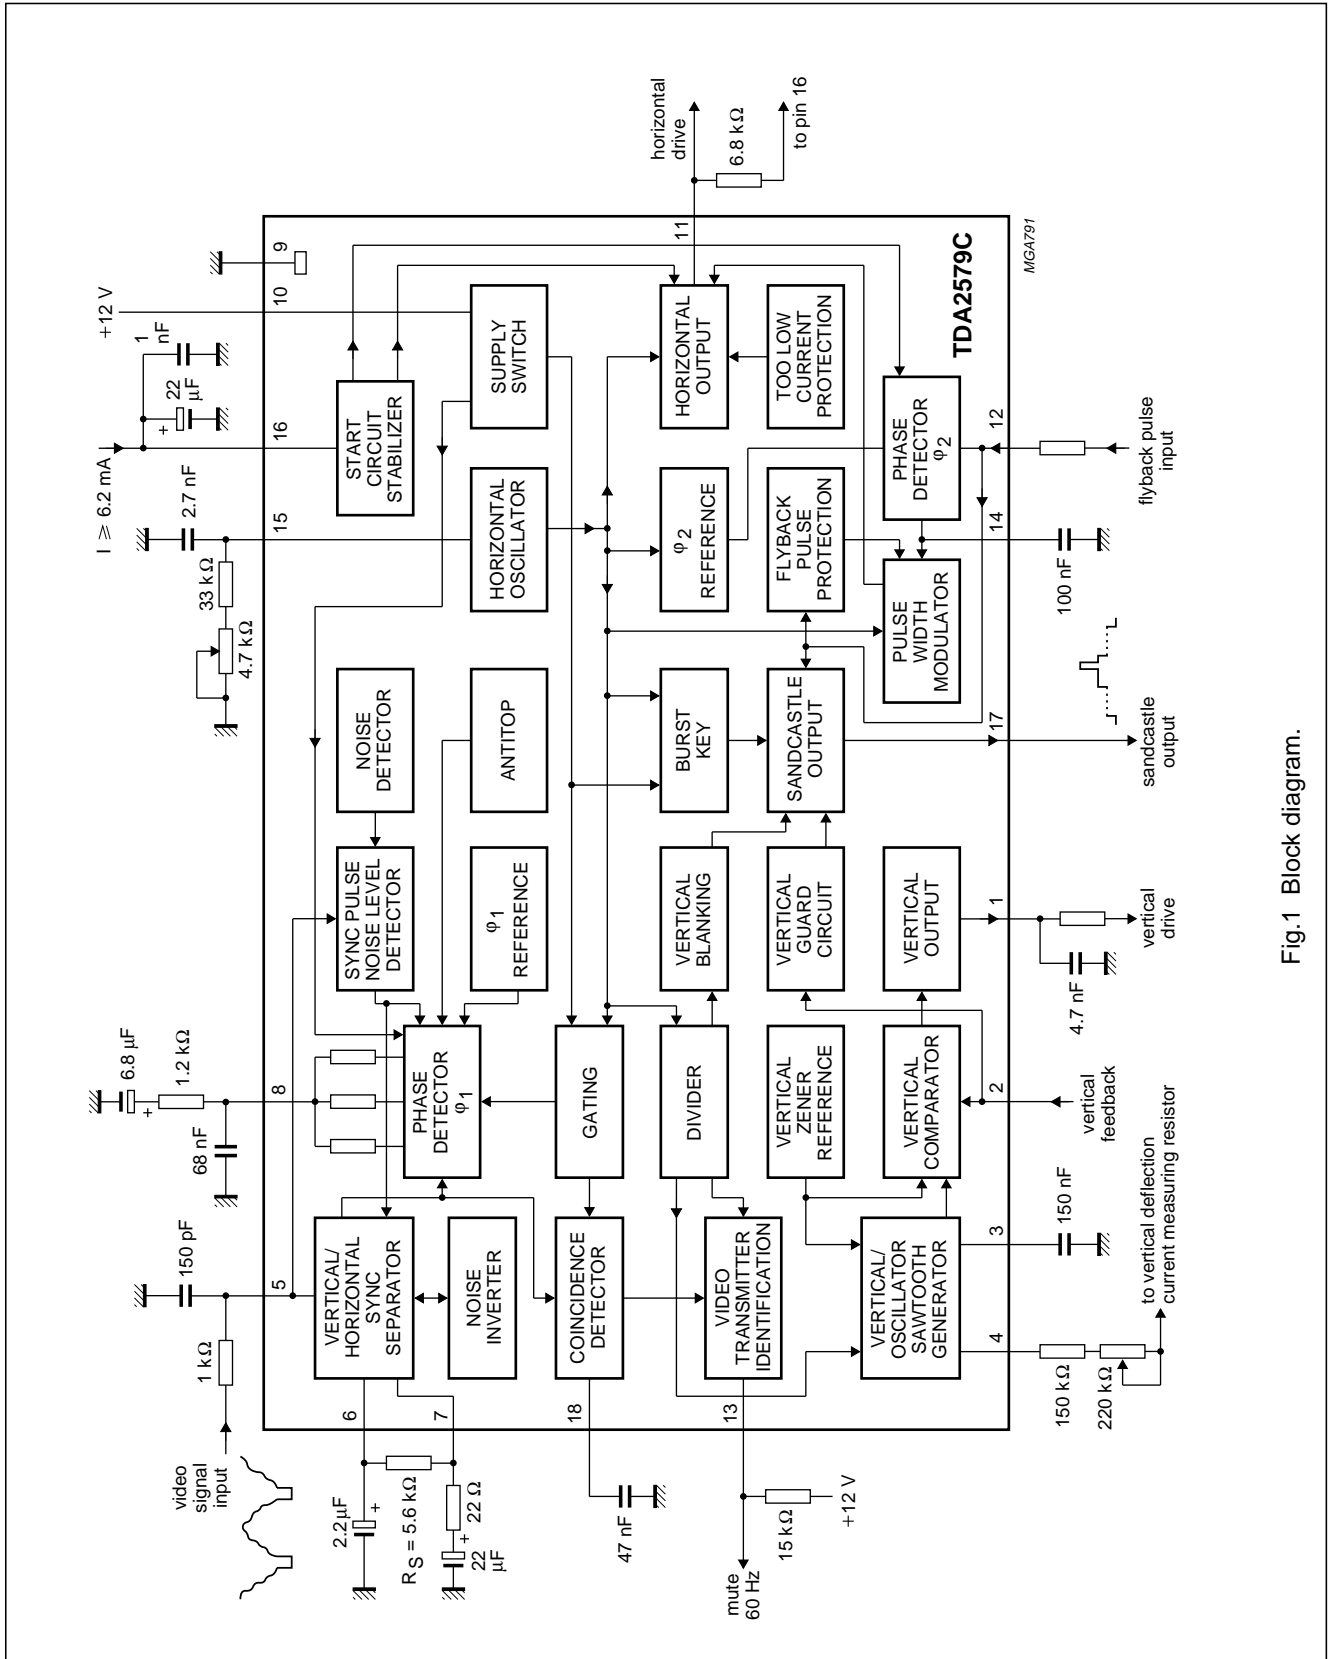 video
signal
input
1 kΩ
150 pF
5
68 nF
1.2 kΩ
6.8 µF
+
8
4.7 kΩ
33 kΩ
2.7 nF
15
I ≥ 6.2 mA
16
+
22
µF
1
nF
+12 V
10
9
6
7
2.2 µF
+
RS = 5.6 kΩ
22 Ω
+
22
µF
VERTICAL/
HORIZONTAL
SYNC
SEPARATOR
NOISE
INVERTER
PHASE
DETECTOR
φ1
SYNC PULSE
NOISE LEVEL
DETECTOR
φ1
REFERENCE
NOISE
DETECTOR
ANTITOP
HORIZONTAL
OSCILLATOR
START
CIRCUIT
STABILIZER
SUPPLY
SWITCH
18
47 nF
COINCIDENCE
DETECTOR
GATING
13
mute
60 Hz
15 kΩ
+12 V
VIDEO
TRANSMITTER
IDENTIFICATION
DIVIDER
VERTICAL
BLANKING
BURST
KEY
φ2
REFERENCE
HORIZONTAL
OUTPUT
11
horizontal
drive
6.8 kΩ
to pin 16
VERTICAL
ZENER
REFERENCE
VERTICAL
GUARD
CIRCUIT
SANDCASTLE
OUTPUT
FLYBACK
PULSE
PROTECTION
TOO LOW
CURRENT
PROTECTION
VERTICAL/
OSCILLATOR
SAWTOOTH
GENERATOR
VERTICAL
COMPARATOR
VERTICAL
OUTPUT
PULSE
WIDTH
MODULATOR
PHASE
DETECTOR
φ2
TDA2579C
4
3
2
1
17
14
12
MGA791
150 kΩ
220 kΩ
to vertical deflection
current measuring resistor
150 nF
vertical
feedback
4.7 nF
vertical
drive
sandcastle
output
100 nF
flyback pulse
input
Fig.1 Block diagram.